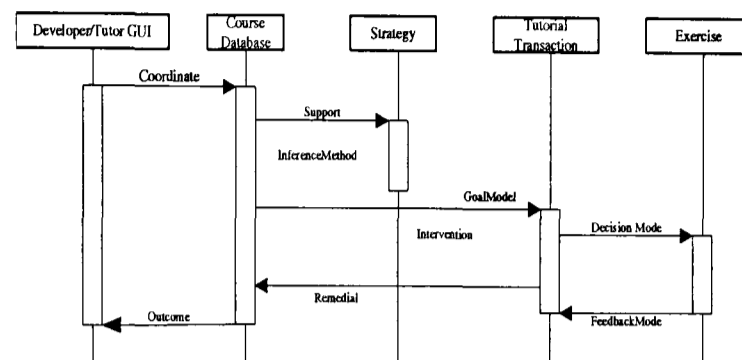 Developer/Tutor GUI
Course
Database
Strategy
Tutorial
Transaction
Exercise
Coordinate
Support
InferenceMethod
GoalModel
Intervention
Decision Mode
Remedial
Outcome
FeedbackMode